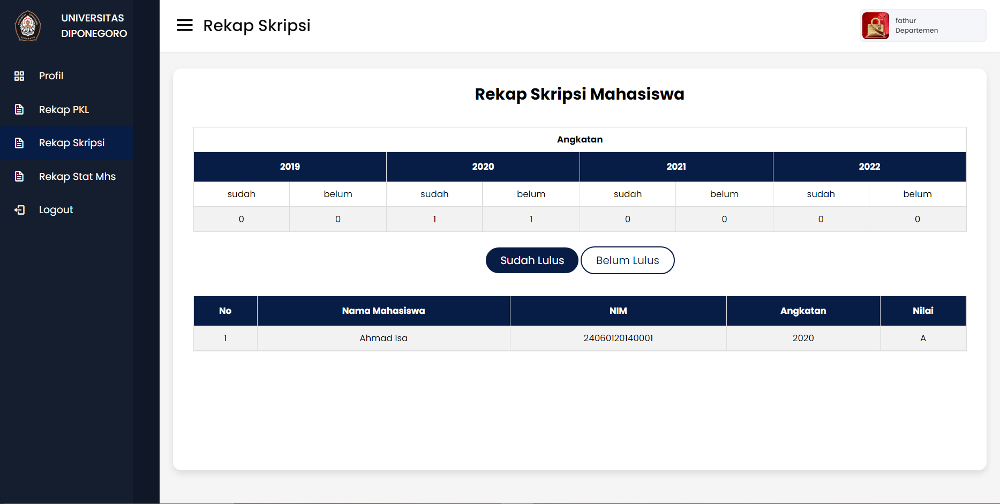 UNIVERSITAS
DIPONEGORO
Profil
Rekap PKL
Rekap Skripsi
Rekap Stat Mhs
Logout
Rekap Skripsi
fathur
Departemen
Rekap Skripsi Mahasiswa
Angkatan
2019 2020 2021 2022
sudah belum sudah belum sudah belum sudah belum
0 0 1 1 0 0 0 0
Sudah Lulus Belum Lulus
No Nama Mahasiswa NIM Angkatan Nilai
1 Ahmad Isa 24060120140001 2020 A